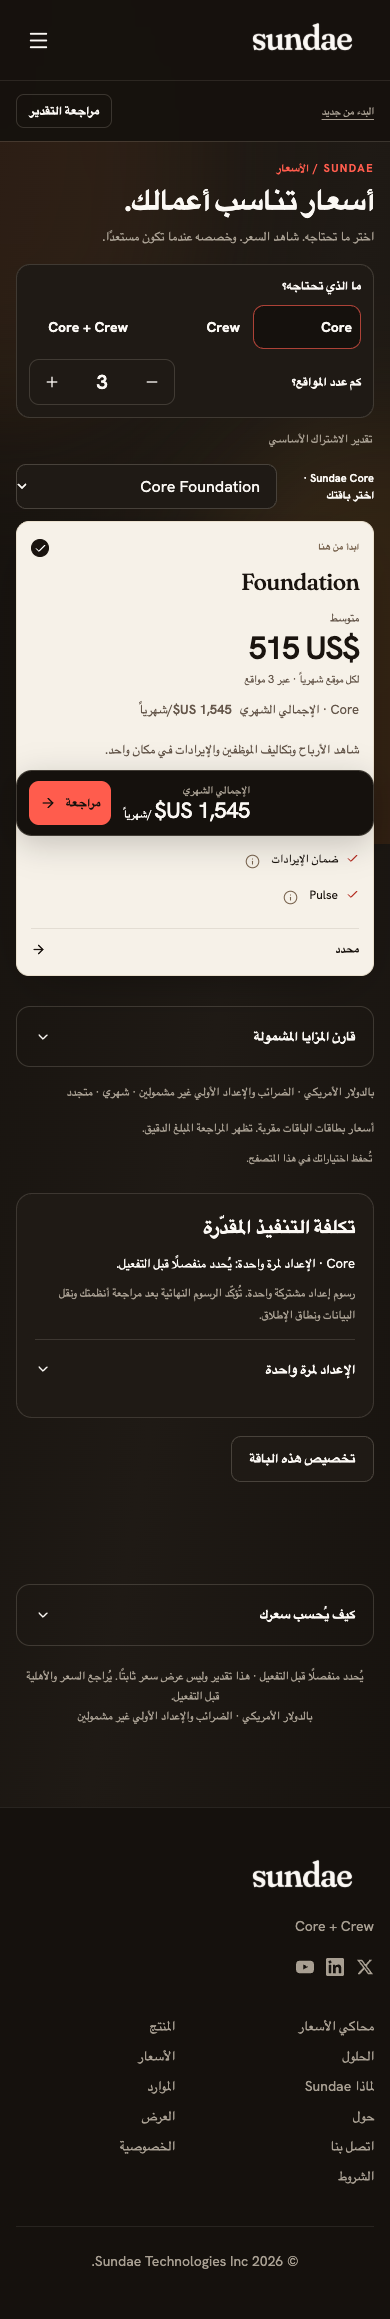 sundae
البدء من جديد
مراجعة التقدير
SUNDAE / الأسعار
أسعار تناسب أعمالك.
اختر ما تحتاجه. شاهد السعر. وخصصه عندما تكون مستعدًا.
ما الذي تحتاجه؟
Core
Crew
Core + Crew
كم عدد المواقع؟
3
تقدير الاشتراك الأساسي
Sundae Core ·
اختر باقتك
Core Foundation
ابدأ من هنا
Foundation
متوسط
515 US$
لكل موقع شهرياً · عبر 3 مواقع
Core · الإجمالي الشهري 1,545 US$/شهرياً
شاهد الأرباح وتكاليف الموظفين والإيرادات في مكان واحد.
الإجمالي الشهري
1,545 US$ /شهرياً
مراجعة
ضمان الإيرادات
Pulse
محدد
قارن المزايا المشمولة
بالدولار الأمريكي · الضرائب والإعداد الأولي غير مشمولين · شهري · متجدد
أسعار بطاقات الباقات مقربة. تظهر المراجعة المبلغ الدقيق.
تُحفظ اختياراتك في هذا المتصفح.
تكلفة التنفيذ المقدّرة
Core · الإعداد لمرة واحدة: يُحدد منفصلًا قبل التفعيل.
رسوم إعداد مشتركة واحدة. تُؤكّد الرسوم النهائية بعد مراجعة أنظمتك ونقل
البيانات ونطاق الإطلاق.
الإعداد لمرة واحدة
تخصيص هذه الباقة
كيف يُحسب سعرك
يُحدد منفصلًا قبل التفعيل · هذا تقدير وليس عرض سعر ثابتًا. يُراجع السعر والأهلية
قبل التفعيل.
بالدولار الأمريكي · الضرائب والإعداد الأولي غير مشمولين
sundae
Core + Crew
محاكي الأسعار
المنتج
الحلول
الأسعار
لماذا Sundae
الموارد
حول
العرض
اتصل بنا
الخصوصية
الشروط
© 2026 Sundae Technologies Inc.